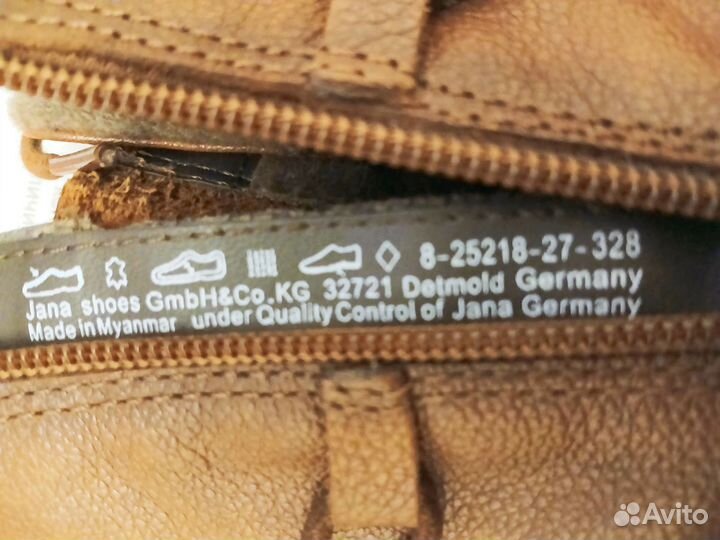 8-25218-27-328
Jana shoes GmbH&Co.KG 32721 Detmold Germany
Made in Myanmar under Quality Control of Jana Germany
Avito